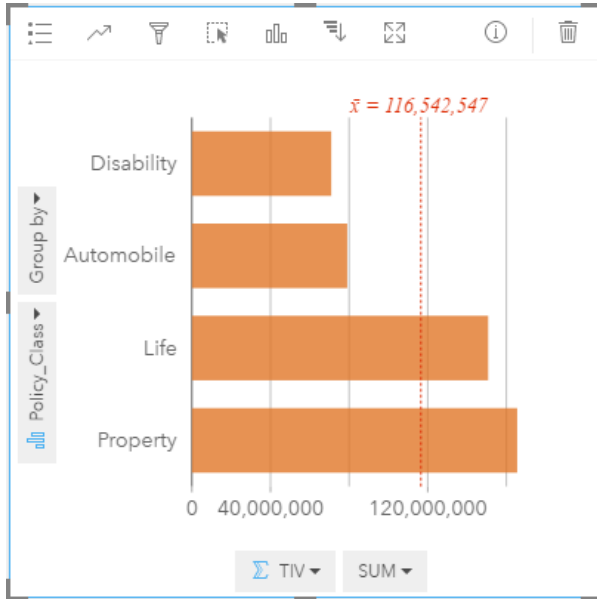 x̄ = 116,542,547
Disability
Automobile
Life
Property
Group by
Policy_Class
0 40,000,000 120,000,000
Σ TIV SUM